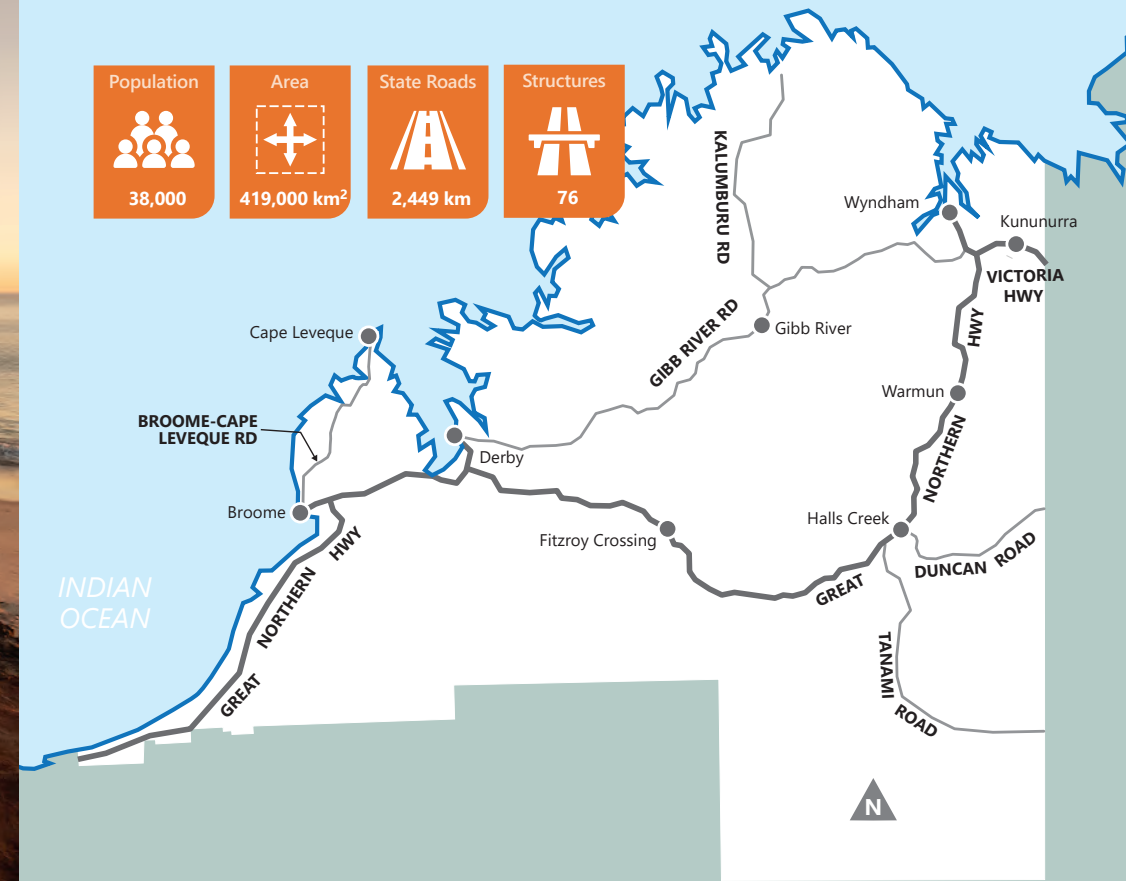 Population
38,000
Area
419,000 km²
State Roads
2,449 km
Structures
76
KALUMBURU RD
Wyndham
Kununurra
VICTORIA
HWY
Cape Leveque
GIBB RIVER RD
Gibb River
HWY
Warmun
BROOME-CAPE
LEVEQUE RD
NORTHERN
Derby
Broome
Halls Creek
Fitzroy Crossing
HWY
DUNCAN ROAD
GREAT
INDIAN
OCEAN
NORTHERN
GREAT
TANAMI
ROAD
N